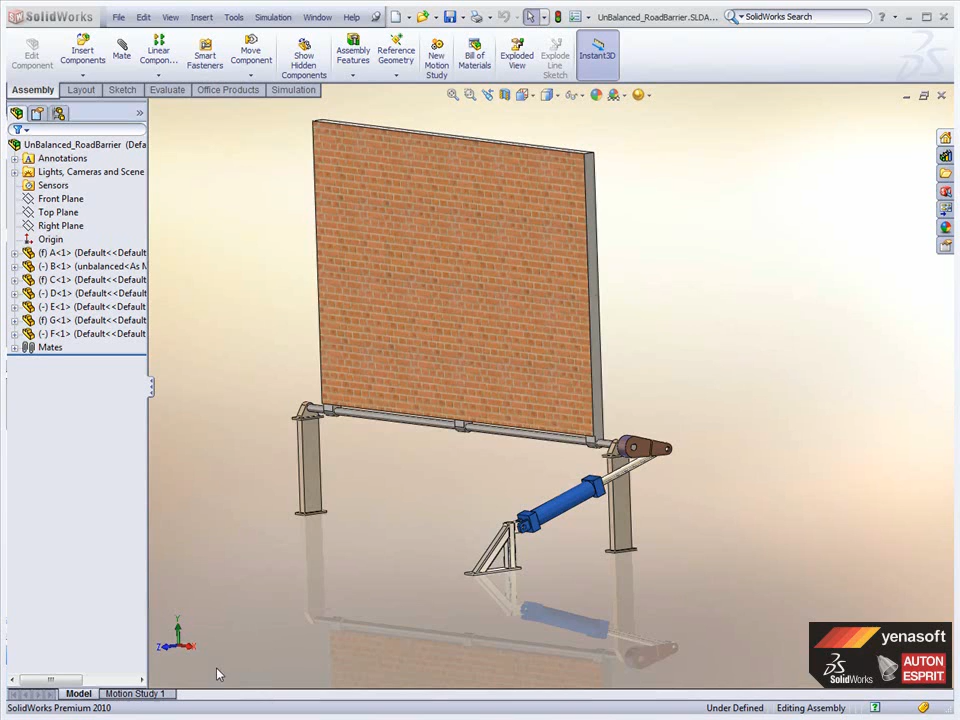 SolidWorks File Edit View Insert Tools Simulation Window Help UnBalanced_RoadBarrier.SLDA... SolidWorks Search
Edit Component
Insert Components
Mate
Linear Compon...
Smart Fasteners
Move Component
Show Hidden Components
Assembly Features
Reference Geometry
New Motion Study
Bill of Materials
Exploded View
Explode Line Sketch
Instant3D
Assembly Layout Sketch Evaluate Office Products Simulation
UnBalanced_RoadBarrier (Defa
Annotations
Lights, Cameras and Scene
Sensors
Front Plane
Top Plane
Right Plane
Origin
(f) A<1> (Default<<Default
(-) B<1> (unbalanced<As M
(f) C<1> (Default<<Default
(-) D<1> (Default<<Default
(-) E<1> (Default<<Default
(f) G<1> (Default<<Default
(-) F<1> (Default<<Default
Mates
Y
Z X
yenasoft
SolidWorks
AUTON
ESPRIT
Model Motion Study 1
SolidWorks Premium 2010 Under Defined Editing Assembly